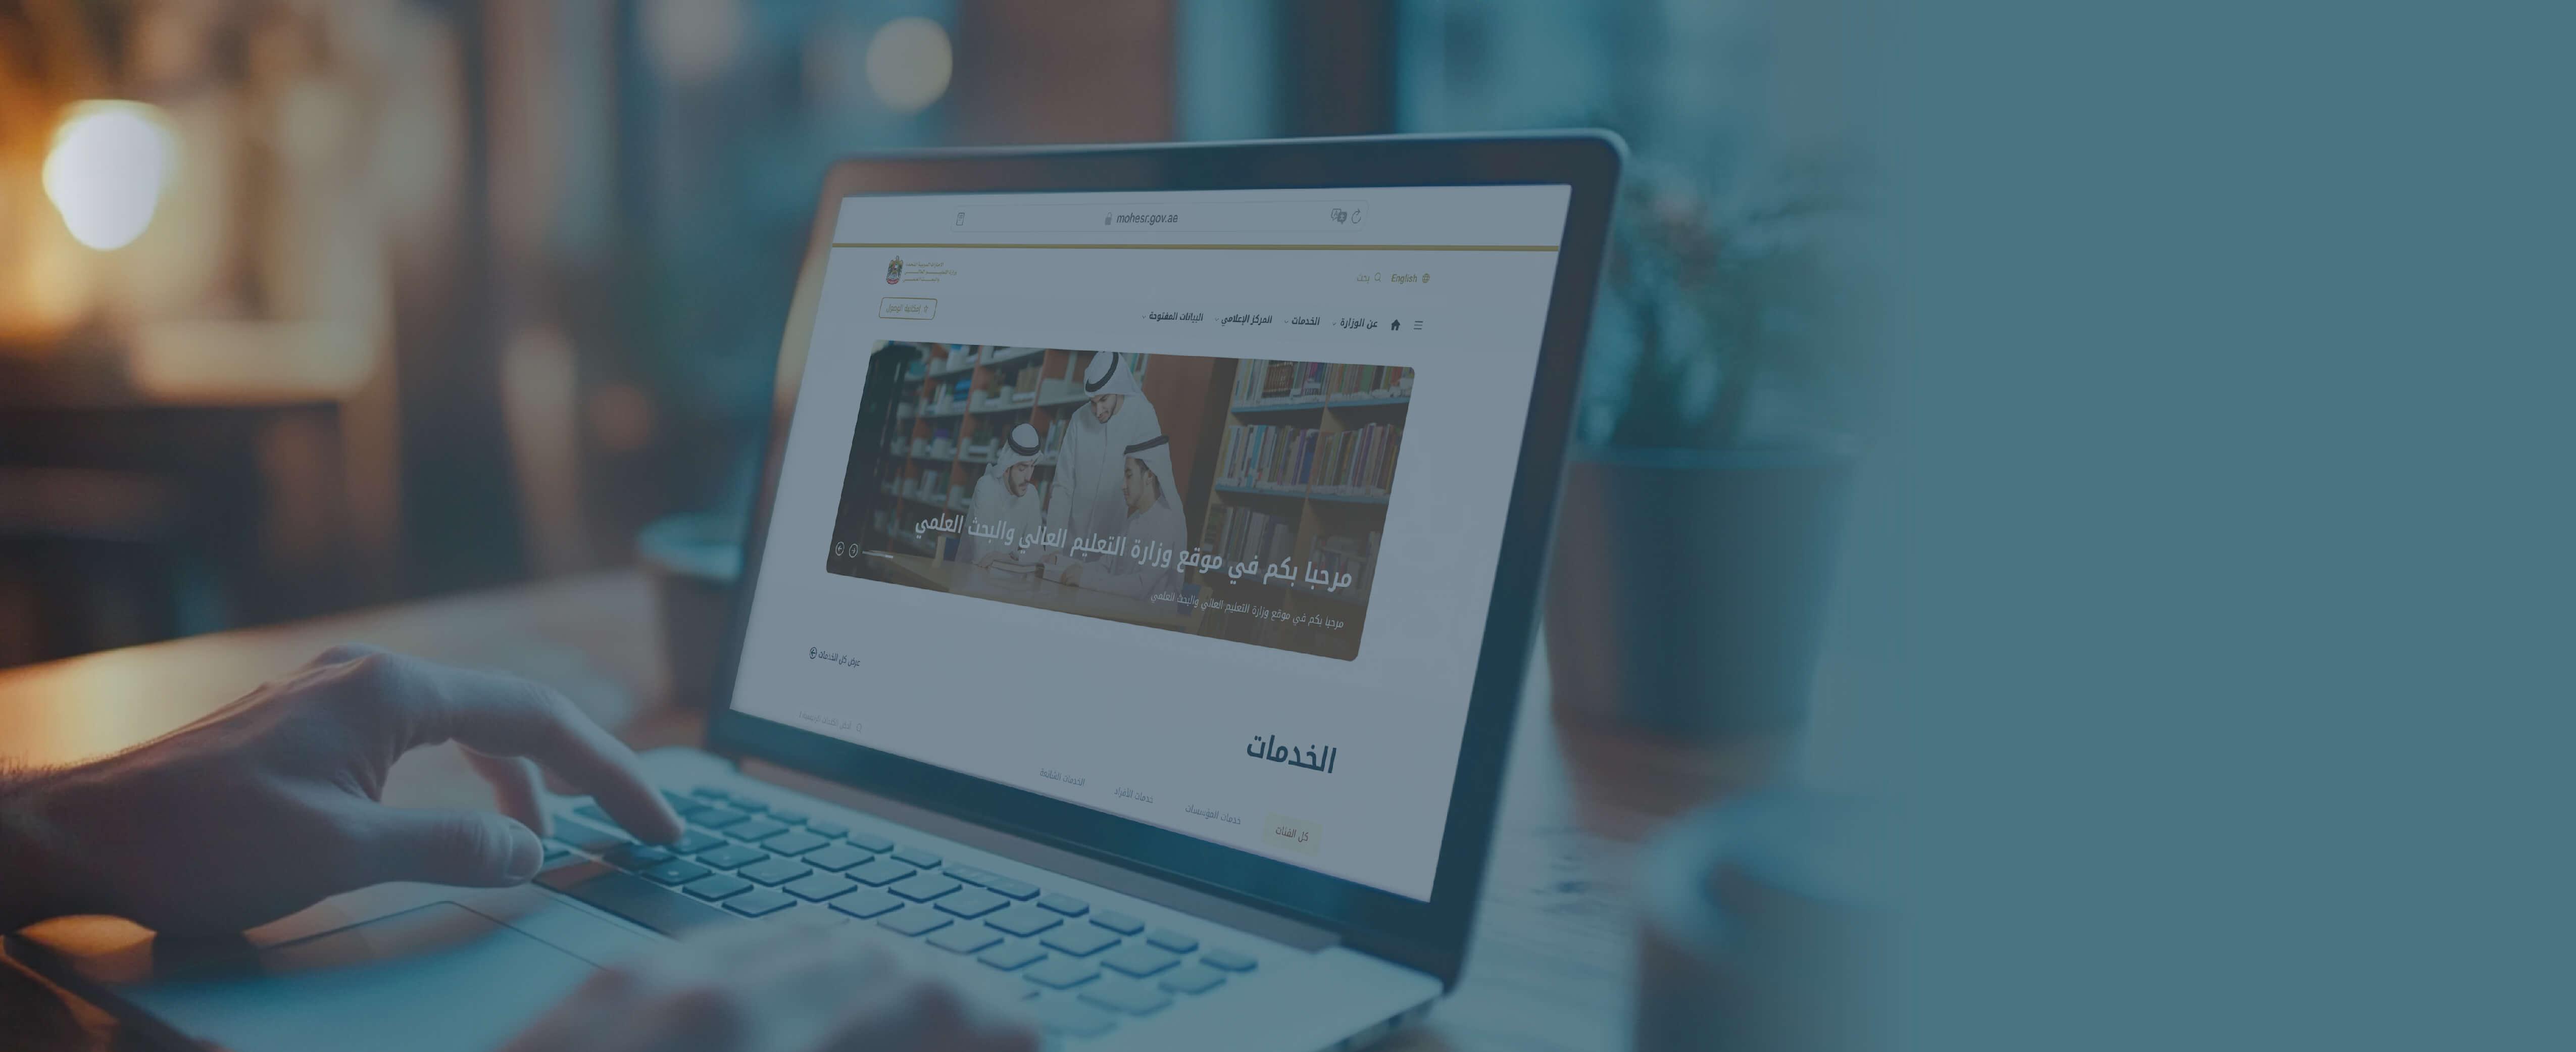 mohesr.gov.ae
English
بحث
عن الوزارة
الخدمات
المركز الإعلامي
البيانات المفتوحة
إمكانية الوصول
مرحبا بكم في موقع وزارة التعليم العالي والبحث العلمي
مرحبا بكم في موقع وزارة التعليم العالي والبحث العلمي
عرض كل الخدمات
الخدمات
كل الفئات
خدمات المؤسسات
خدمات الأفراد
الخدمات الشائعة